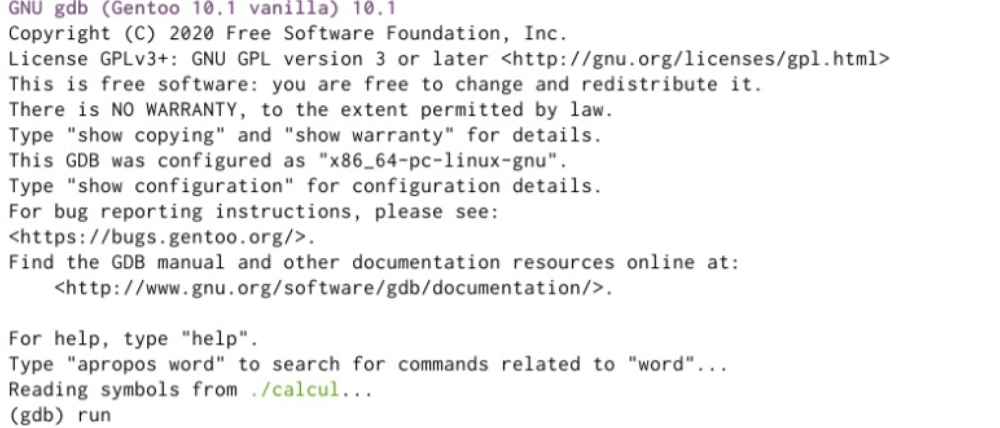 GNU gdb (Gentoo 10.1 vanilla) 10.1
Copyright (C) 2020 Free Software Foundation, Inc.
License GPLv3+: GNU GPL version 3 or later <http://gnu.org/licenses/gpl.html>
This is free software: you are free to change and redistribute it.
There is NO WARRANTY, to the extent permitted by law.
Type "show copying" and "show warranty" for details.
This GDB was configured as "x86_64-pc-linux-gnu".
Type "show configuration" for configuration details.
For bug reporting instructions, please see:
<https://bugs.gentoo.org/>.
Find the GDB manual and other documentation resources online at:
    <http://www.gnu.org/software/gdb/documentation/>.

For help, type "help".
Type "apropos word" to search for commands related to "word"...
Reading symbols from ./calcul...
(gdb) run